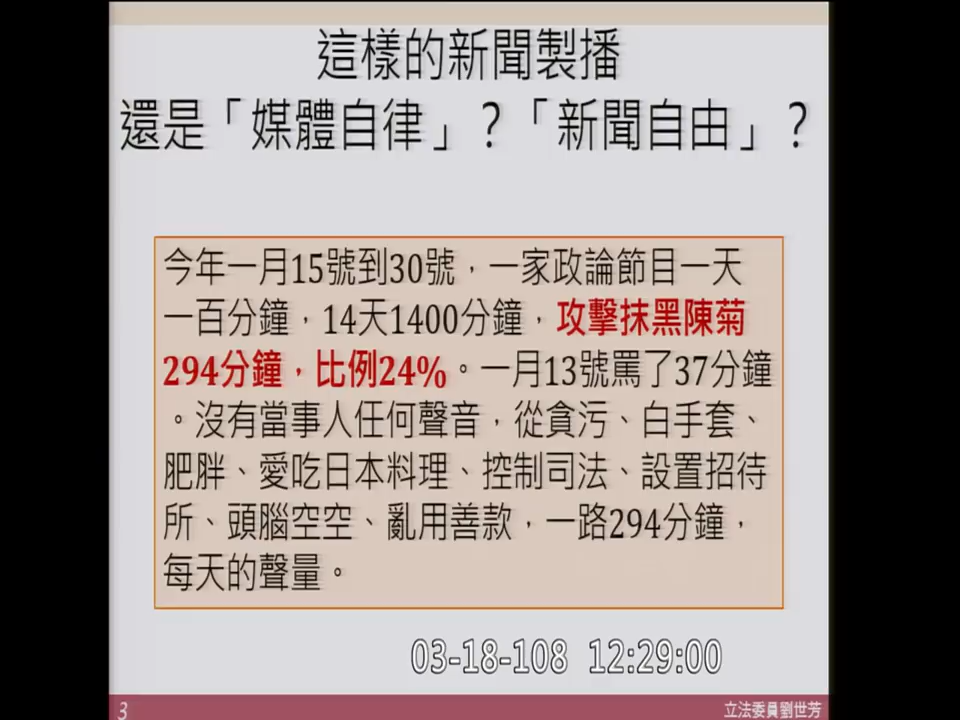 這樣的新聞製播
還是「媒體自律」?「新聞自由」?
今年一月15號到30號，一家政論節目一天
一百分鐘，14天1400分鐘，攻擊抹黑陳菊
294分鐘，比例24%。一月13號罵了37分鐘
。沒有當事人任何聲音，從貪污、白手套、
肥胖、愛吃日本料理、控制司法、設置招待
所、頭腦空空、亂用善款，一路294分鐘，
每天的聲量。
03-18-108 12:29:00
3
立法委員劉世芳